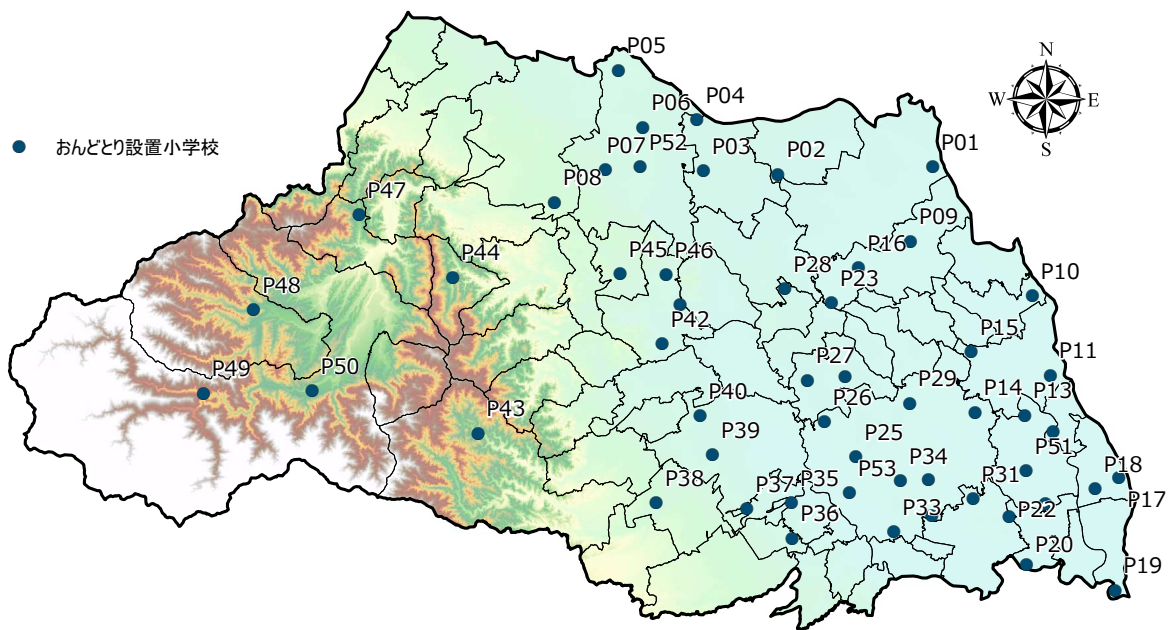 P05
N
W
E
S
P06
P04
おんどとり設置小学校
P07
P52
P03
P02
P01
P08
P47
P09
P16
P44
P45
P46
P28
P23
P10
P48
P42
P15
P11
P49
P50
P27
P29
P40
P26
P14
P13
P43
P39
P25
P51
P38
P53
P34
P37
P35
P31
P18
P17
P36
P33
P22
P20
P19